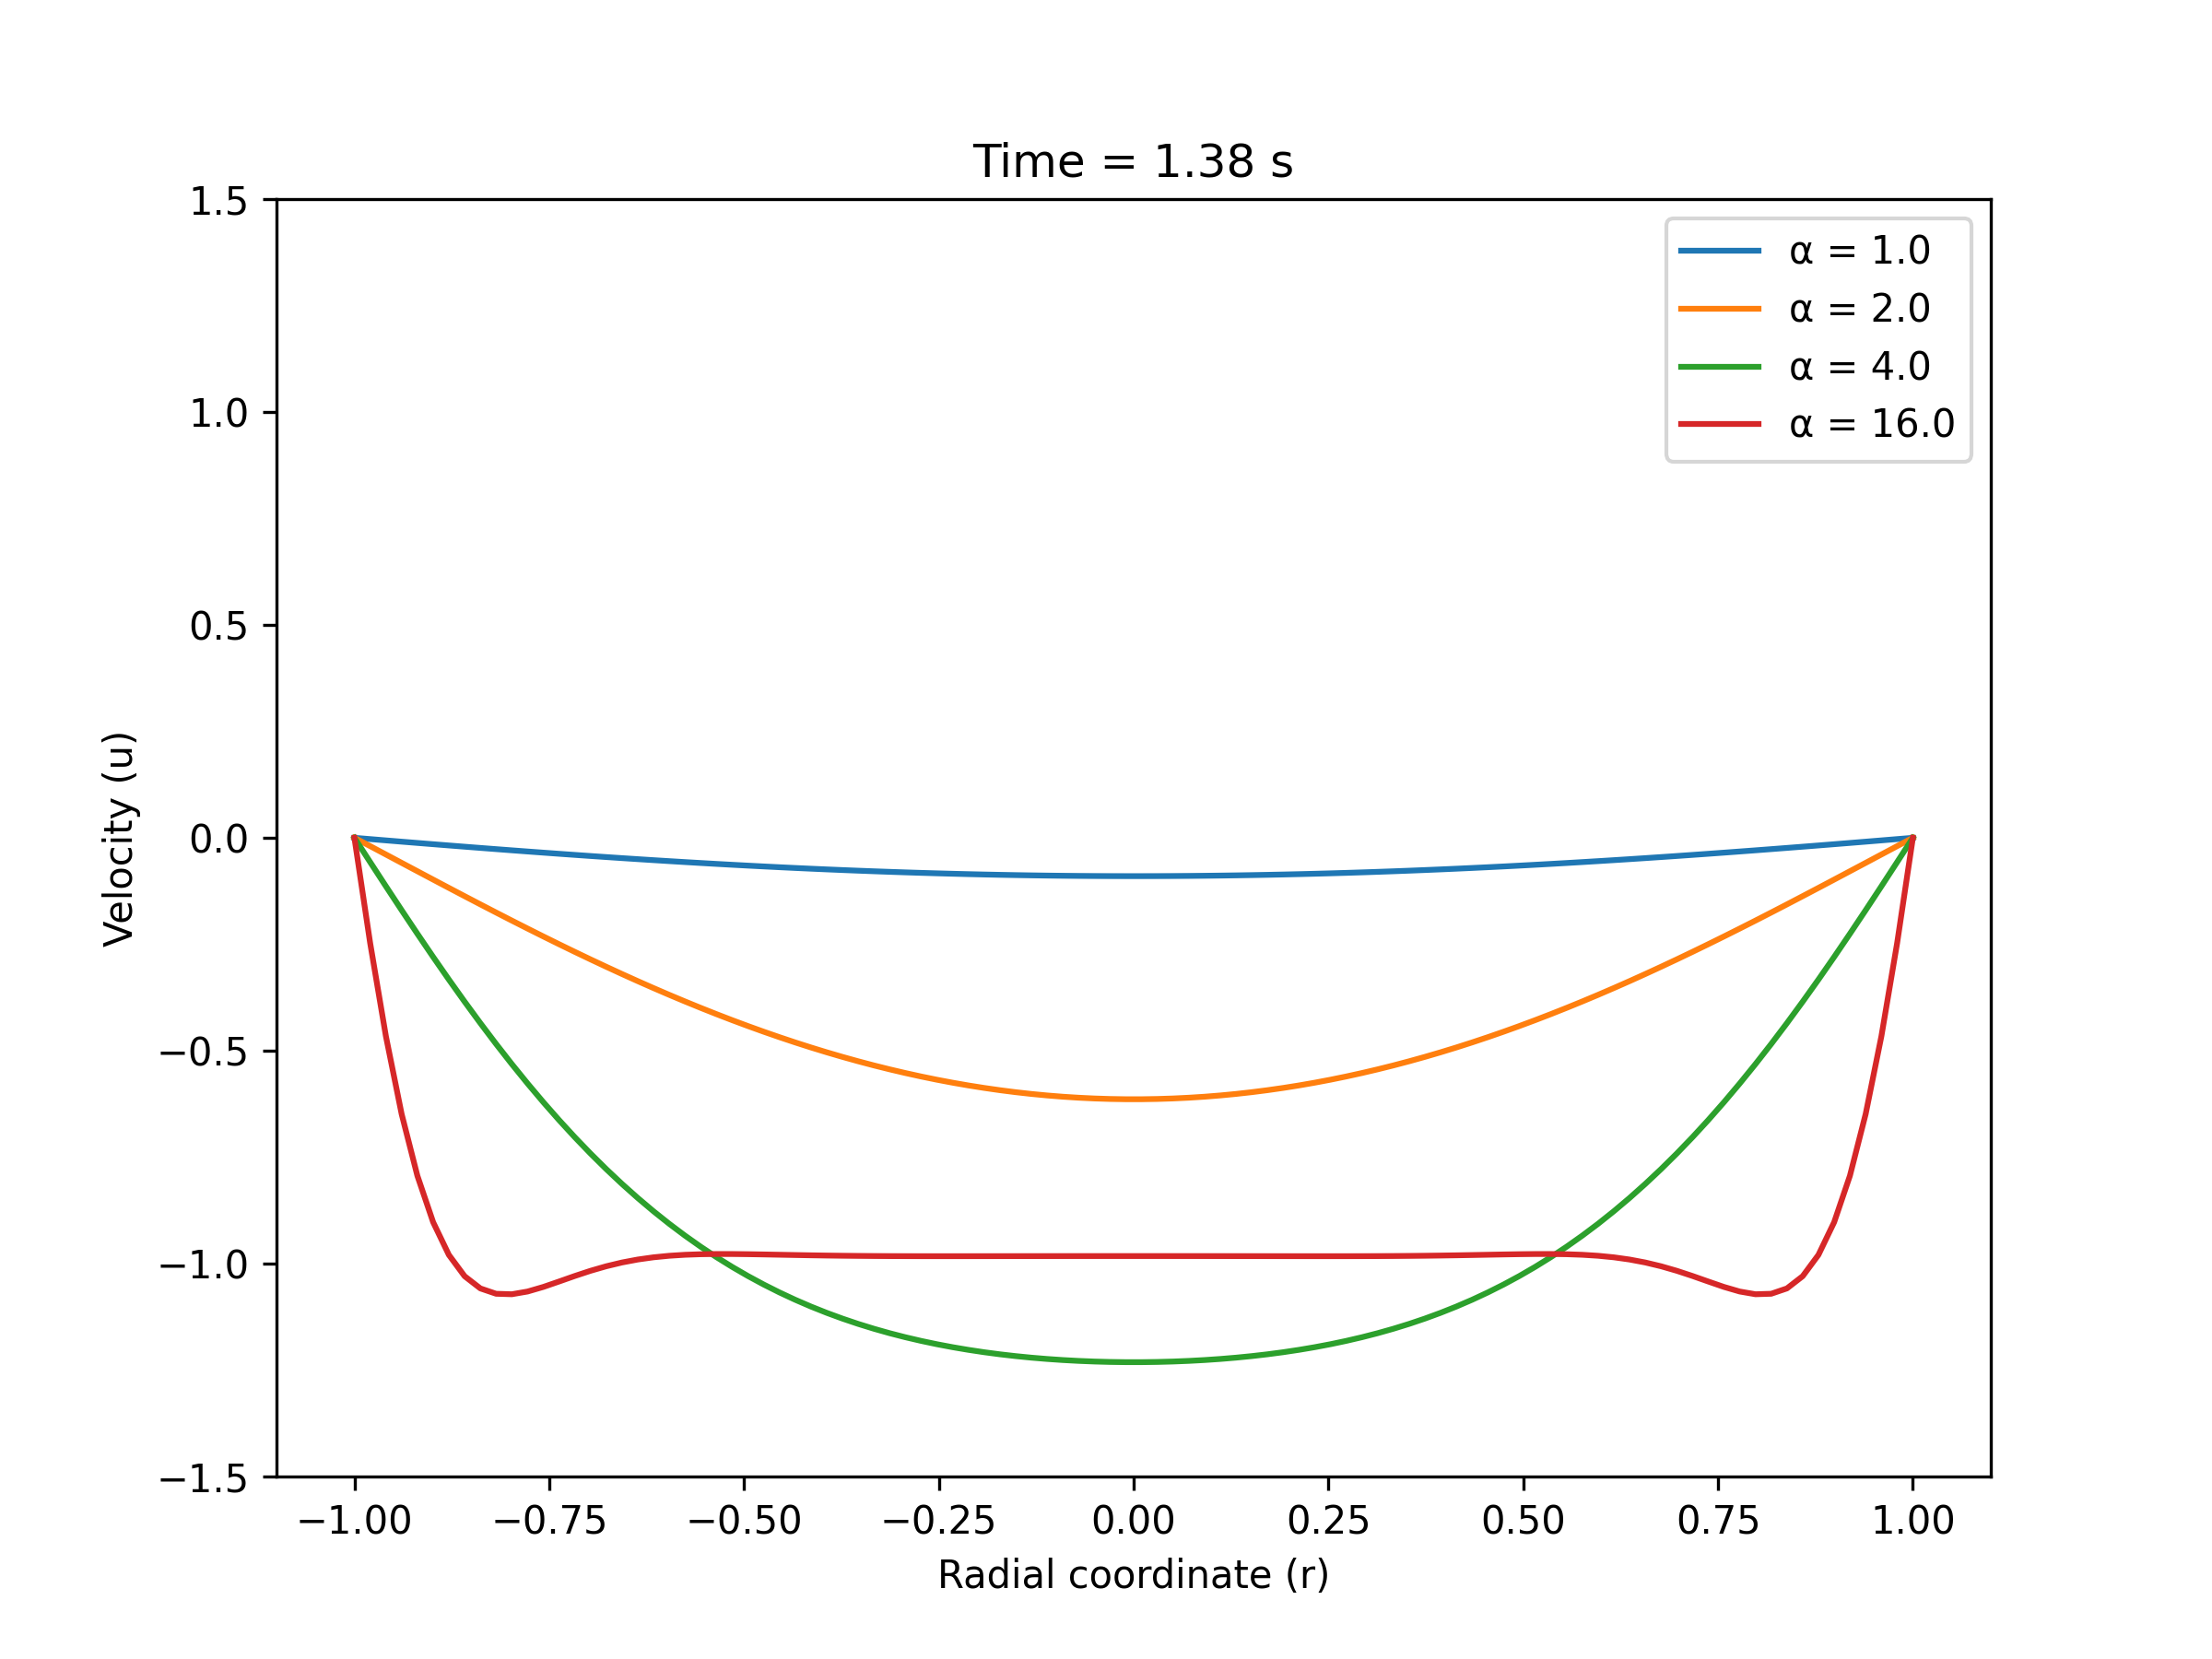 Time = 1.38 s
1.5
1.0
0.5
0.0
−0.5
−1.0
−1.5
Velocity (u)
α = 1.0
α = 2.0
α = 4.0
α = 16.0
−1.00 −0.75 −0.50 −0.25 0.00 0.25 0.50 0.75 1.00
Radial coordinate (r)